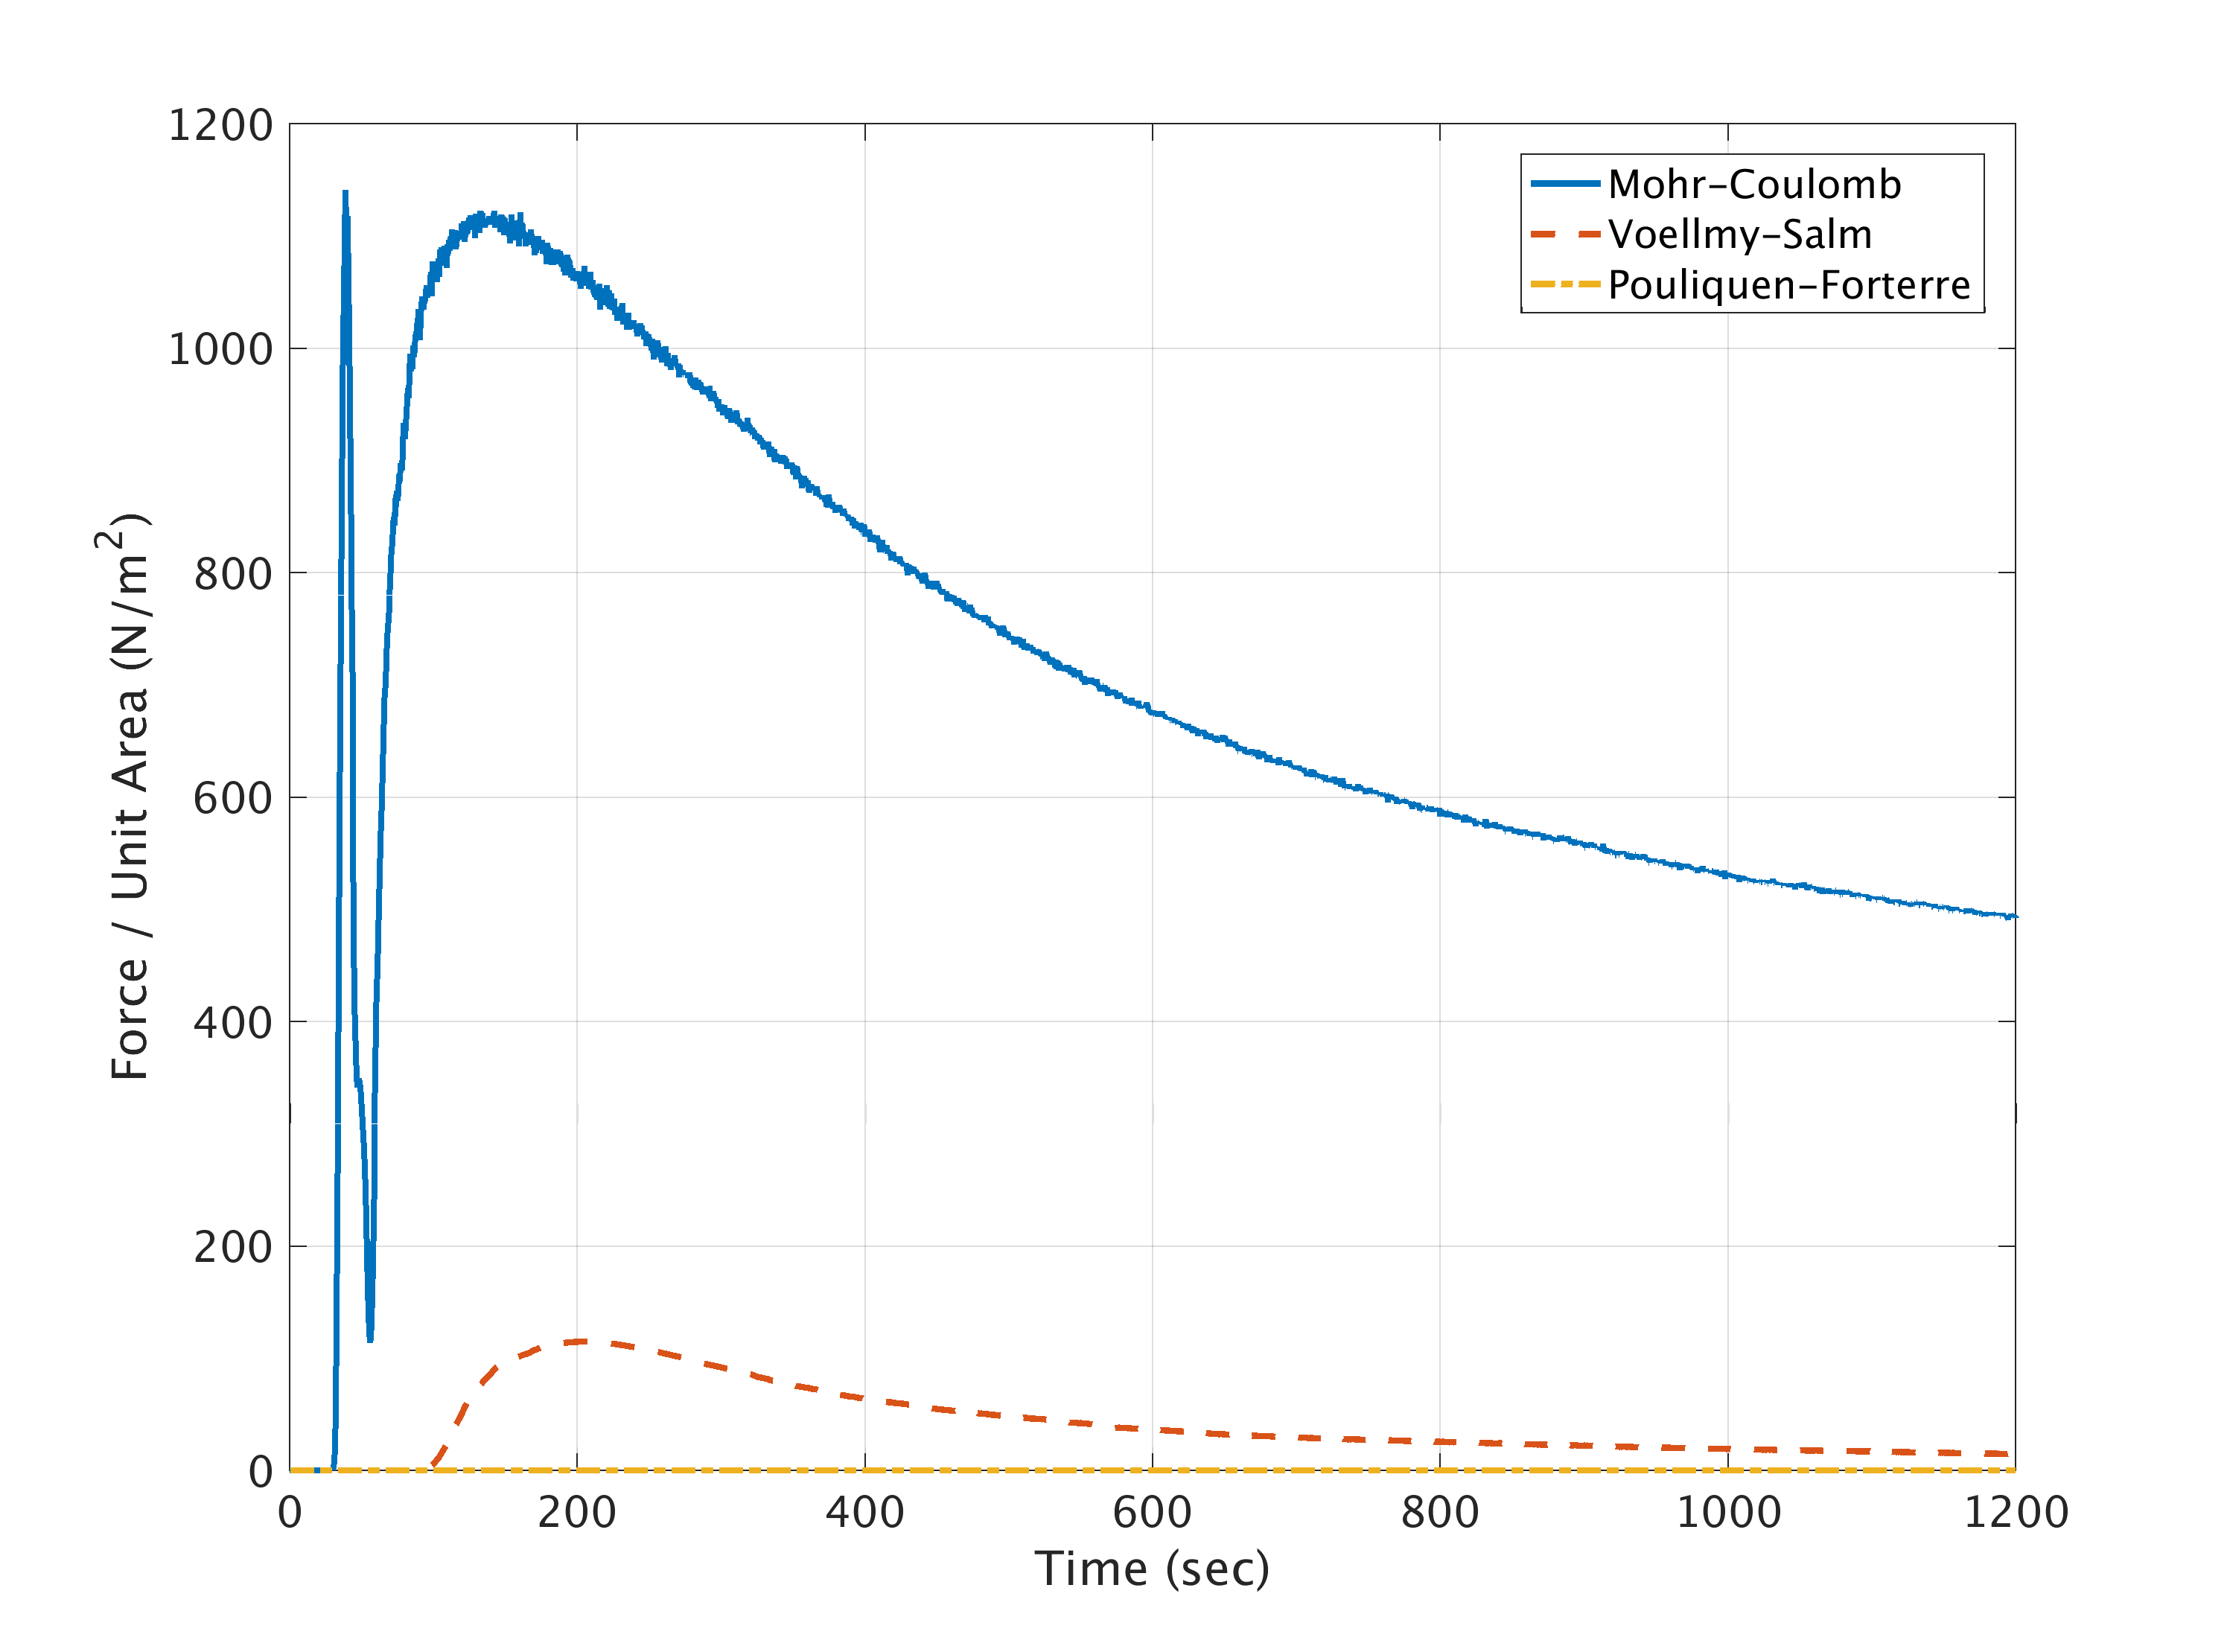 1200
1000
800
600
400
200
0
Force / Unit Area (N/m²)
Mohr–Coulomb
Voellmy–Salm
Pouliquen–Forterre
0 200 400 600 800 1000 1200
Time (sec)